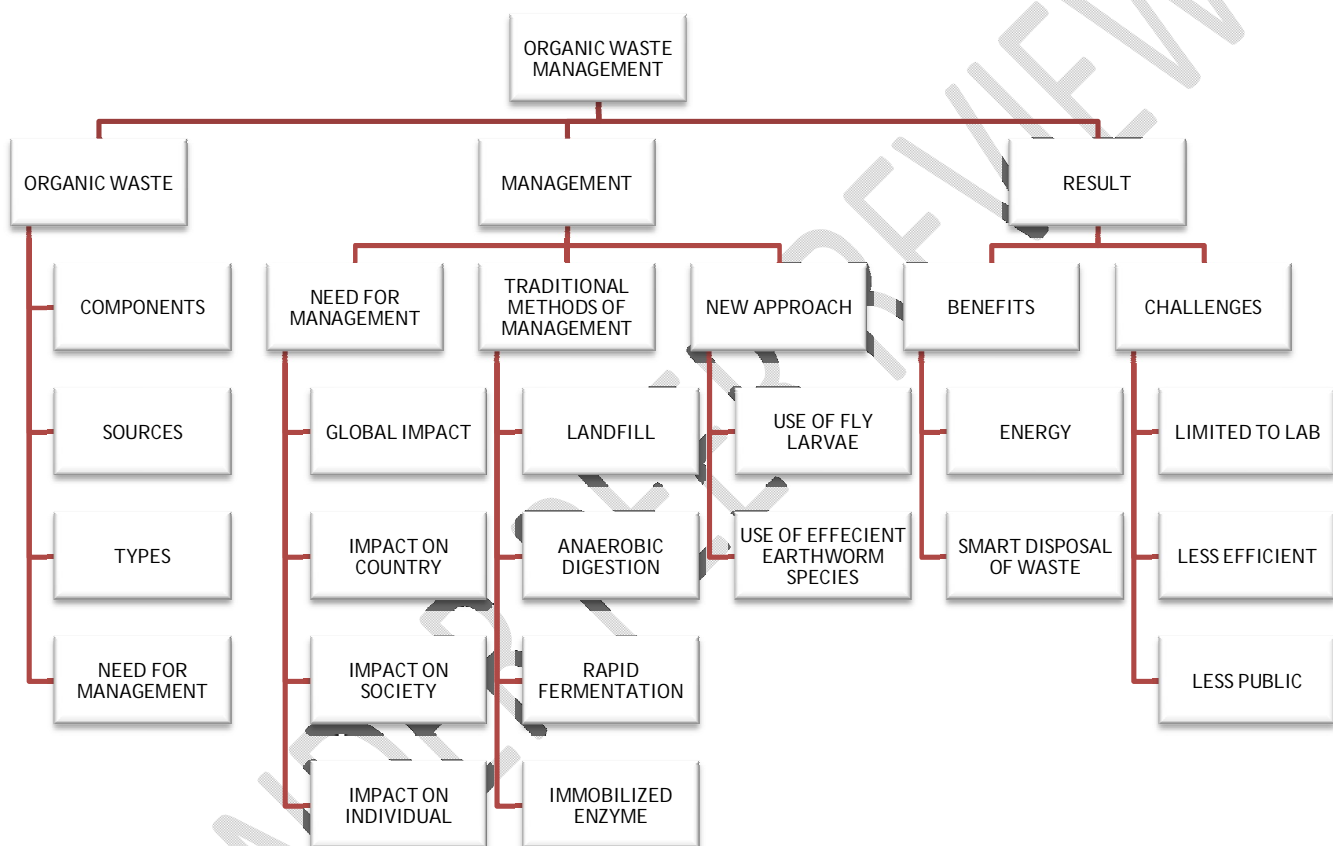 ORGANIC WASTE
MANAGEMENT
ORGANIC WASTE
MANAGEMENT
RESULT
COMPONENTS
SOURCES
TYPES
NEED FOR
MANAGEMENT
NEED FOR
MANAGEMENT
GLOBAL IMPACT
IMPACT ON
COUNTRY
IMPACT ON
SOCIETY
IMPACT ON
INDIVIDUAL
TRADITIONAL
METHODS OF
MANAGEMENT
LANDFILL
ANAEROBIC
DIGESTION
RAPID
FERMENTATION
IMMOBILIZED
ENZYME
NEW APPROACH
USE OF FLY
LARVAE
USE OF EFFECIENT
EARTHWORM
SPECIES
BENEFITS
ENERGY
SMART DISPOSAL
OF WASTE
CHALLENGES
LIMITED TO LAB
LESS EFFICIENT
LESS PUBLIC